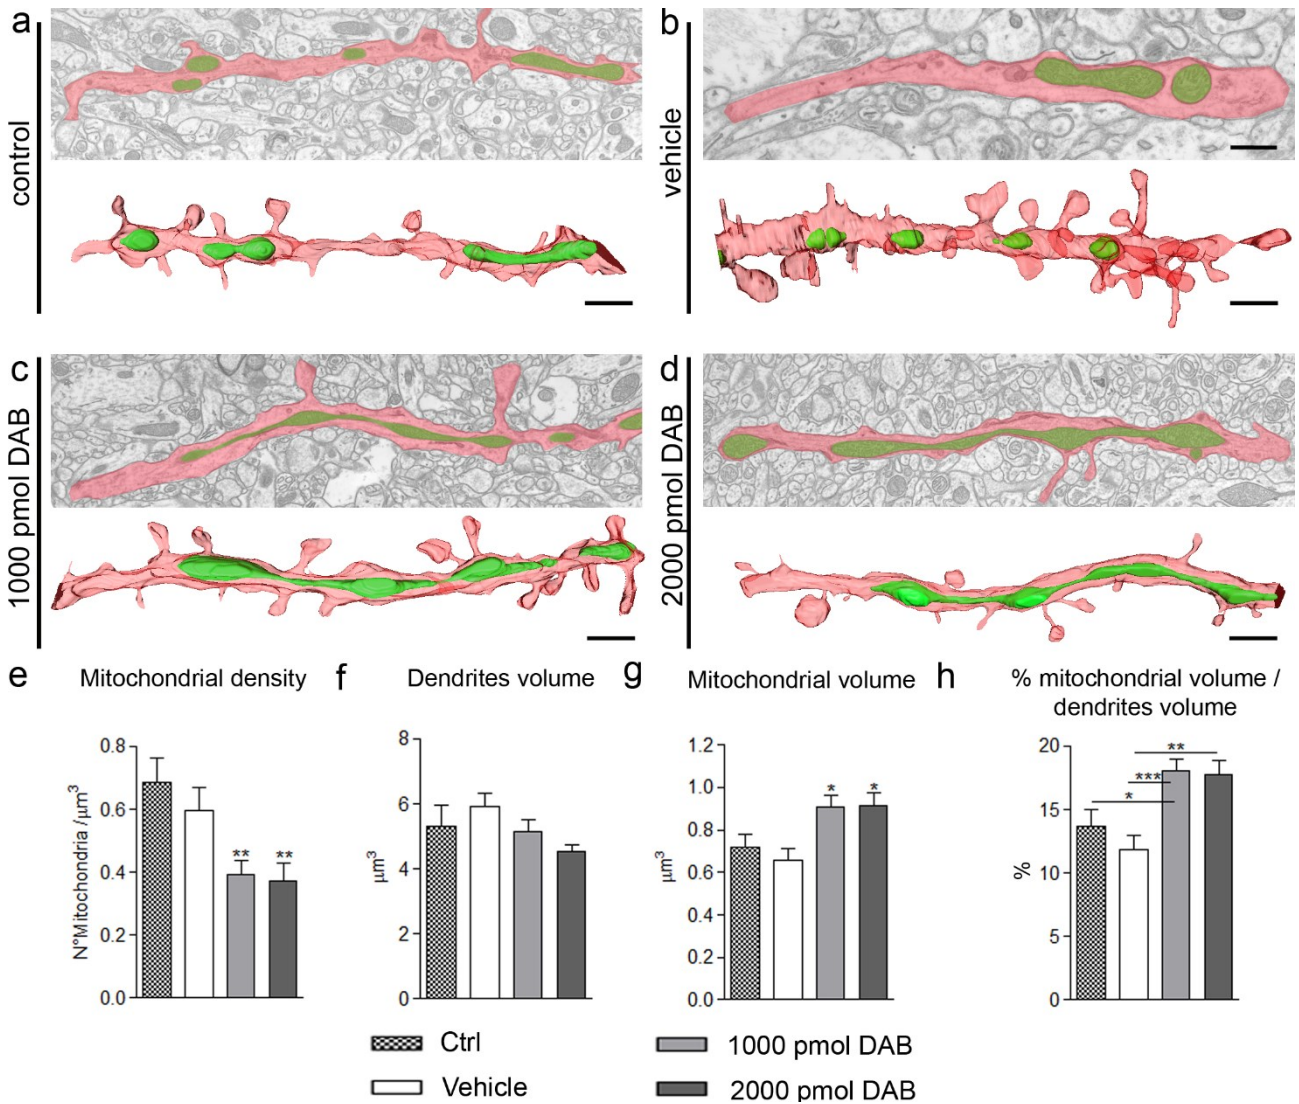 a
control
b
vehicle
c
1000 pmol DAB
d
2000 pmol DAB
e
Mitochondrial density
N°Mitochondria /µm³
0.8
0.6
0.4
0.2
0.0
**
**
f
Dendrites volume
µm³
8
6
4
2
0
g
Mitochondrial volume
µm³
1.2
1.0
0.8
0.6
0.4
0.2
0.0
*
*
h
% mitochondrial volume /
dendrites volume
%
20
15
10
5
0
**
***
*
Ctrl
1000 pmol DAB
Vehicle
2000 pmol DAB